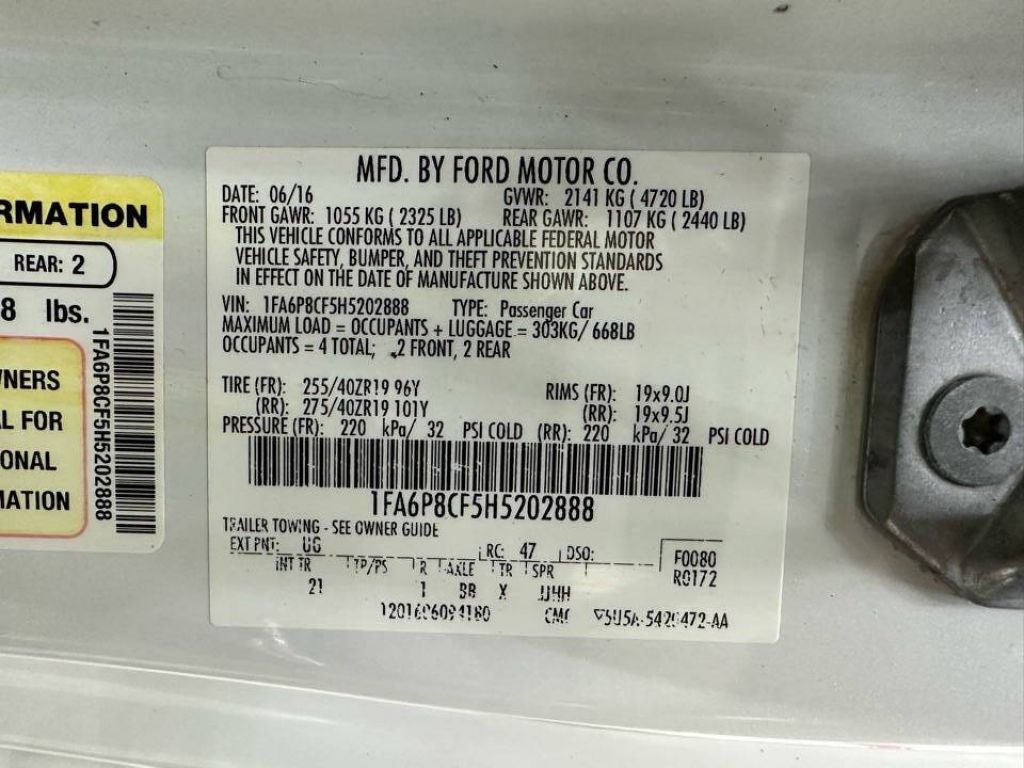 RMATION
REAR: 2
8 lbs.
WNERS
L FOR
IONAL
MATION
1FA6P8CF5H5202888
MFD. BY FORD MOTOR CO.
DATE: 06/16 GVWR: 2141 KG ( 4720 LB)
FRONT GAWR: 1055 KG ( 2325 LB) REAR GAWR: 1107 KG ( 2440 LB)
THIS VEHICLE CONFORMS TO ALL APPLICABLE FEDERAL MOTOR
VEHICLE SAFETY, BUMPER, AND THEFT PREVENTION STANDARDS
IN EFFECT ON THE DATE OF MANUFACTURE SHOWN ABOVE.
VIN: 1FA6P8CF5H5202888 TYPE: Passenger Car
MAXIMUM LOAD = OCCUPANTS + LUGGAGE = 303KG/ 668LB
OCCUPANTS = 4 TOTAL; 2 FRONT, 2 REAR
TIRE (FR): 255/40ZR19 96Y RIMS (FR): 19x9.0J
(RR): 275/40ZR19 101Y (RR): 19x9.5J
PRESSURE (FR): 220 kPa/ 32 PSI COLD (RR): 220 kPa/ 32 PSI COLD
1FA6P8CF5H5202888
TRAILER TOWING - SEE OWNER GUIDE
EXT PNT: UG RC: 47 DSO: F0080
INT TR TP/PS R AXLE TR SPR R0172
21 1 BB X JJHH
CMC